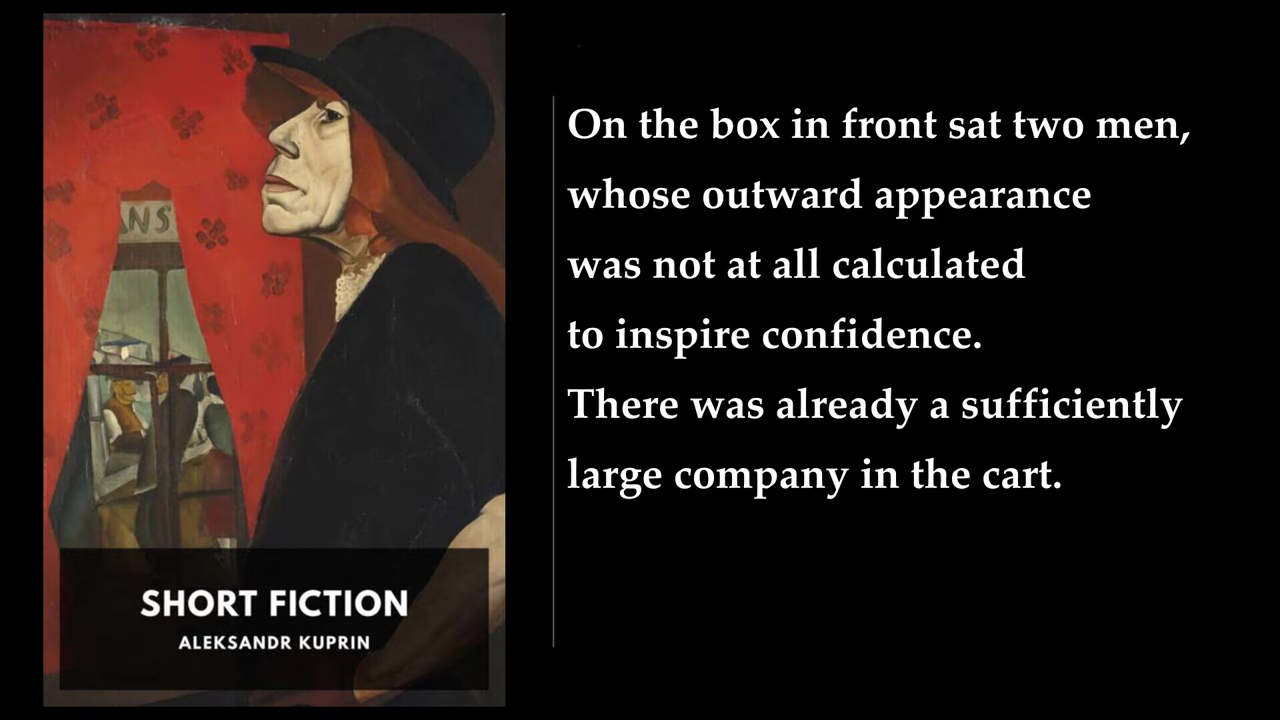 ANS
SHORT FICTION
ALEKSANDR KUPRIN
On the box in front sat two men,
whose outward appearance
was not at all calculated
to inspire confidence.
There was already a sufficiently
large company in the cart.